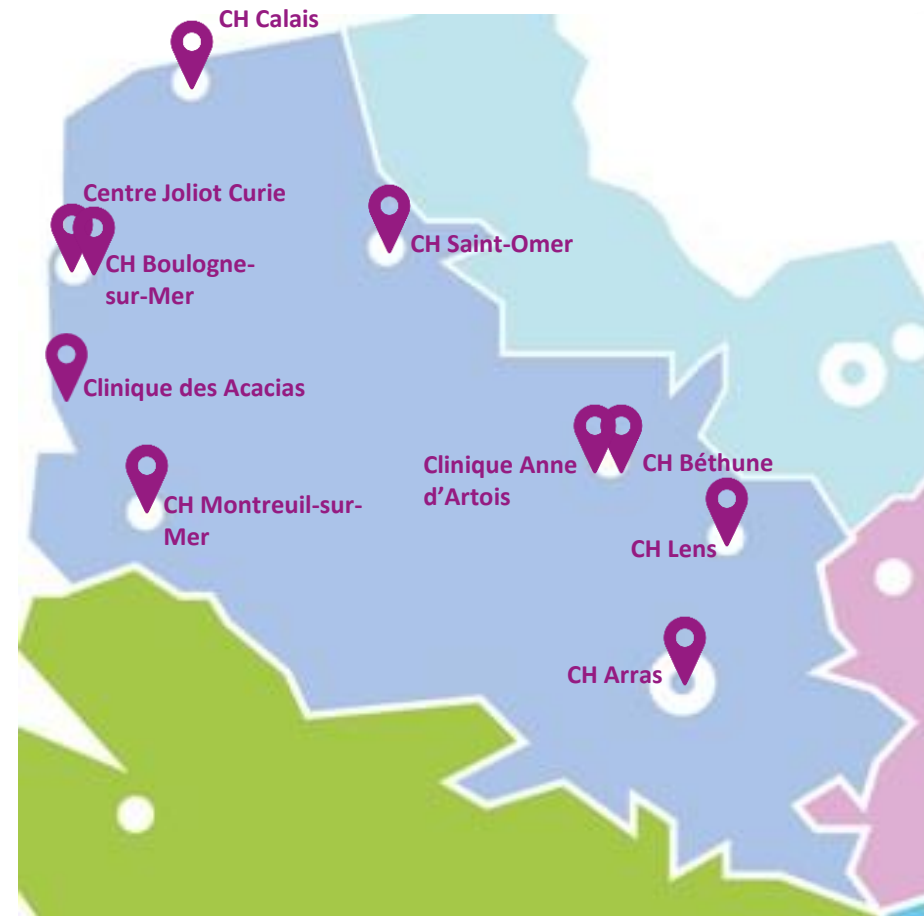 CH Calais
Centre Joliot Curie
CH Boulogne-
sur-Mer
CH Saint-Omer
Clinique des Acacias
CH Montreuil-sur-
Mer
Clinique Anne
d’Artois
CH Béthune
CH Lens
CH Arras